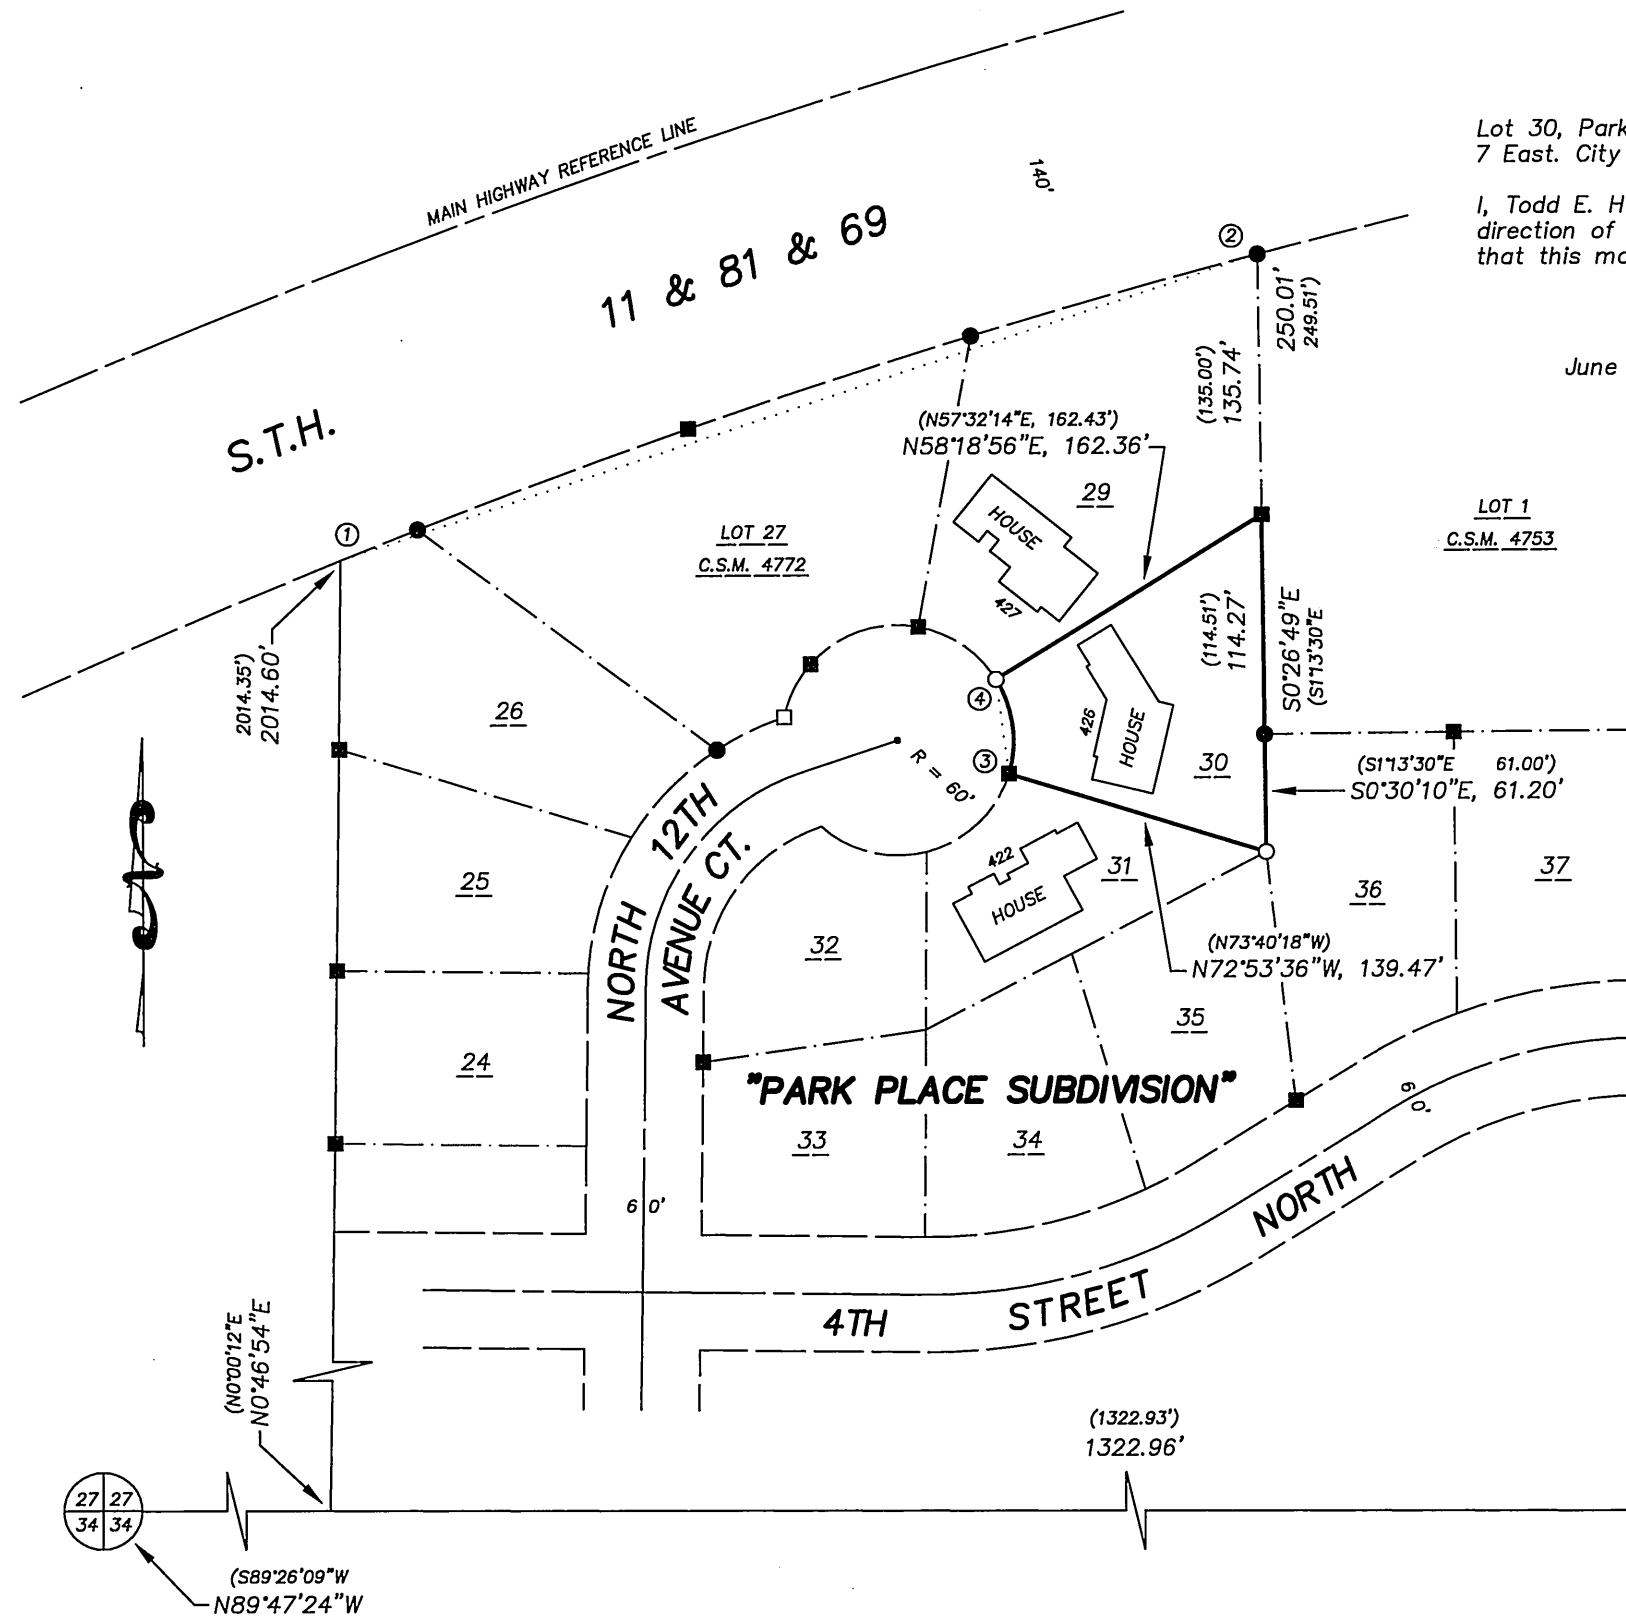 Lot 30, Park
7 East. City
I, Todd E. H
direction of
that this ma
June
MAIN HIGHWAY REFERENCE LINE
140'
S.T.H.
11 & 81 & 69
①
②
250.01'
249.51')
(135.00')
135.74'
(N57°32'14"E, 162.43')
N58°18'56"E, 162.36'
29
HOUSE
427
LOT 27
C.S.M. 4772
LOT 1
C.S.M. 4753
2014.35')
2014.60'
26
(114.51')
114.27'
S0°26'49"E
(S1°13'30"E
④
③
R = 60'
426
HOUSE
30
(S1°13'30"E 61.00')
S0°30'10"E, 61.20'
NORTH 12TH
AVENUE CT.
25
422
HOUSE
31
36
37
32
(N73°40'18"W)
N72°53'36"W, 139.47'
35
24
"PARK PLACE SUBDIVISION"
33
34
60'
60'
4TH STREET NORTH
(N0°00'12"E
N0°46'54"E
(1322.93')
1322.96'
27 27
34 34
(S89°26'09"W
N89°47'24"W